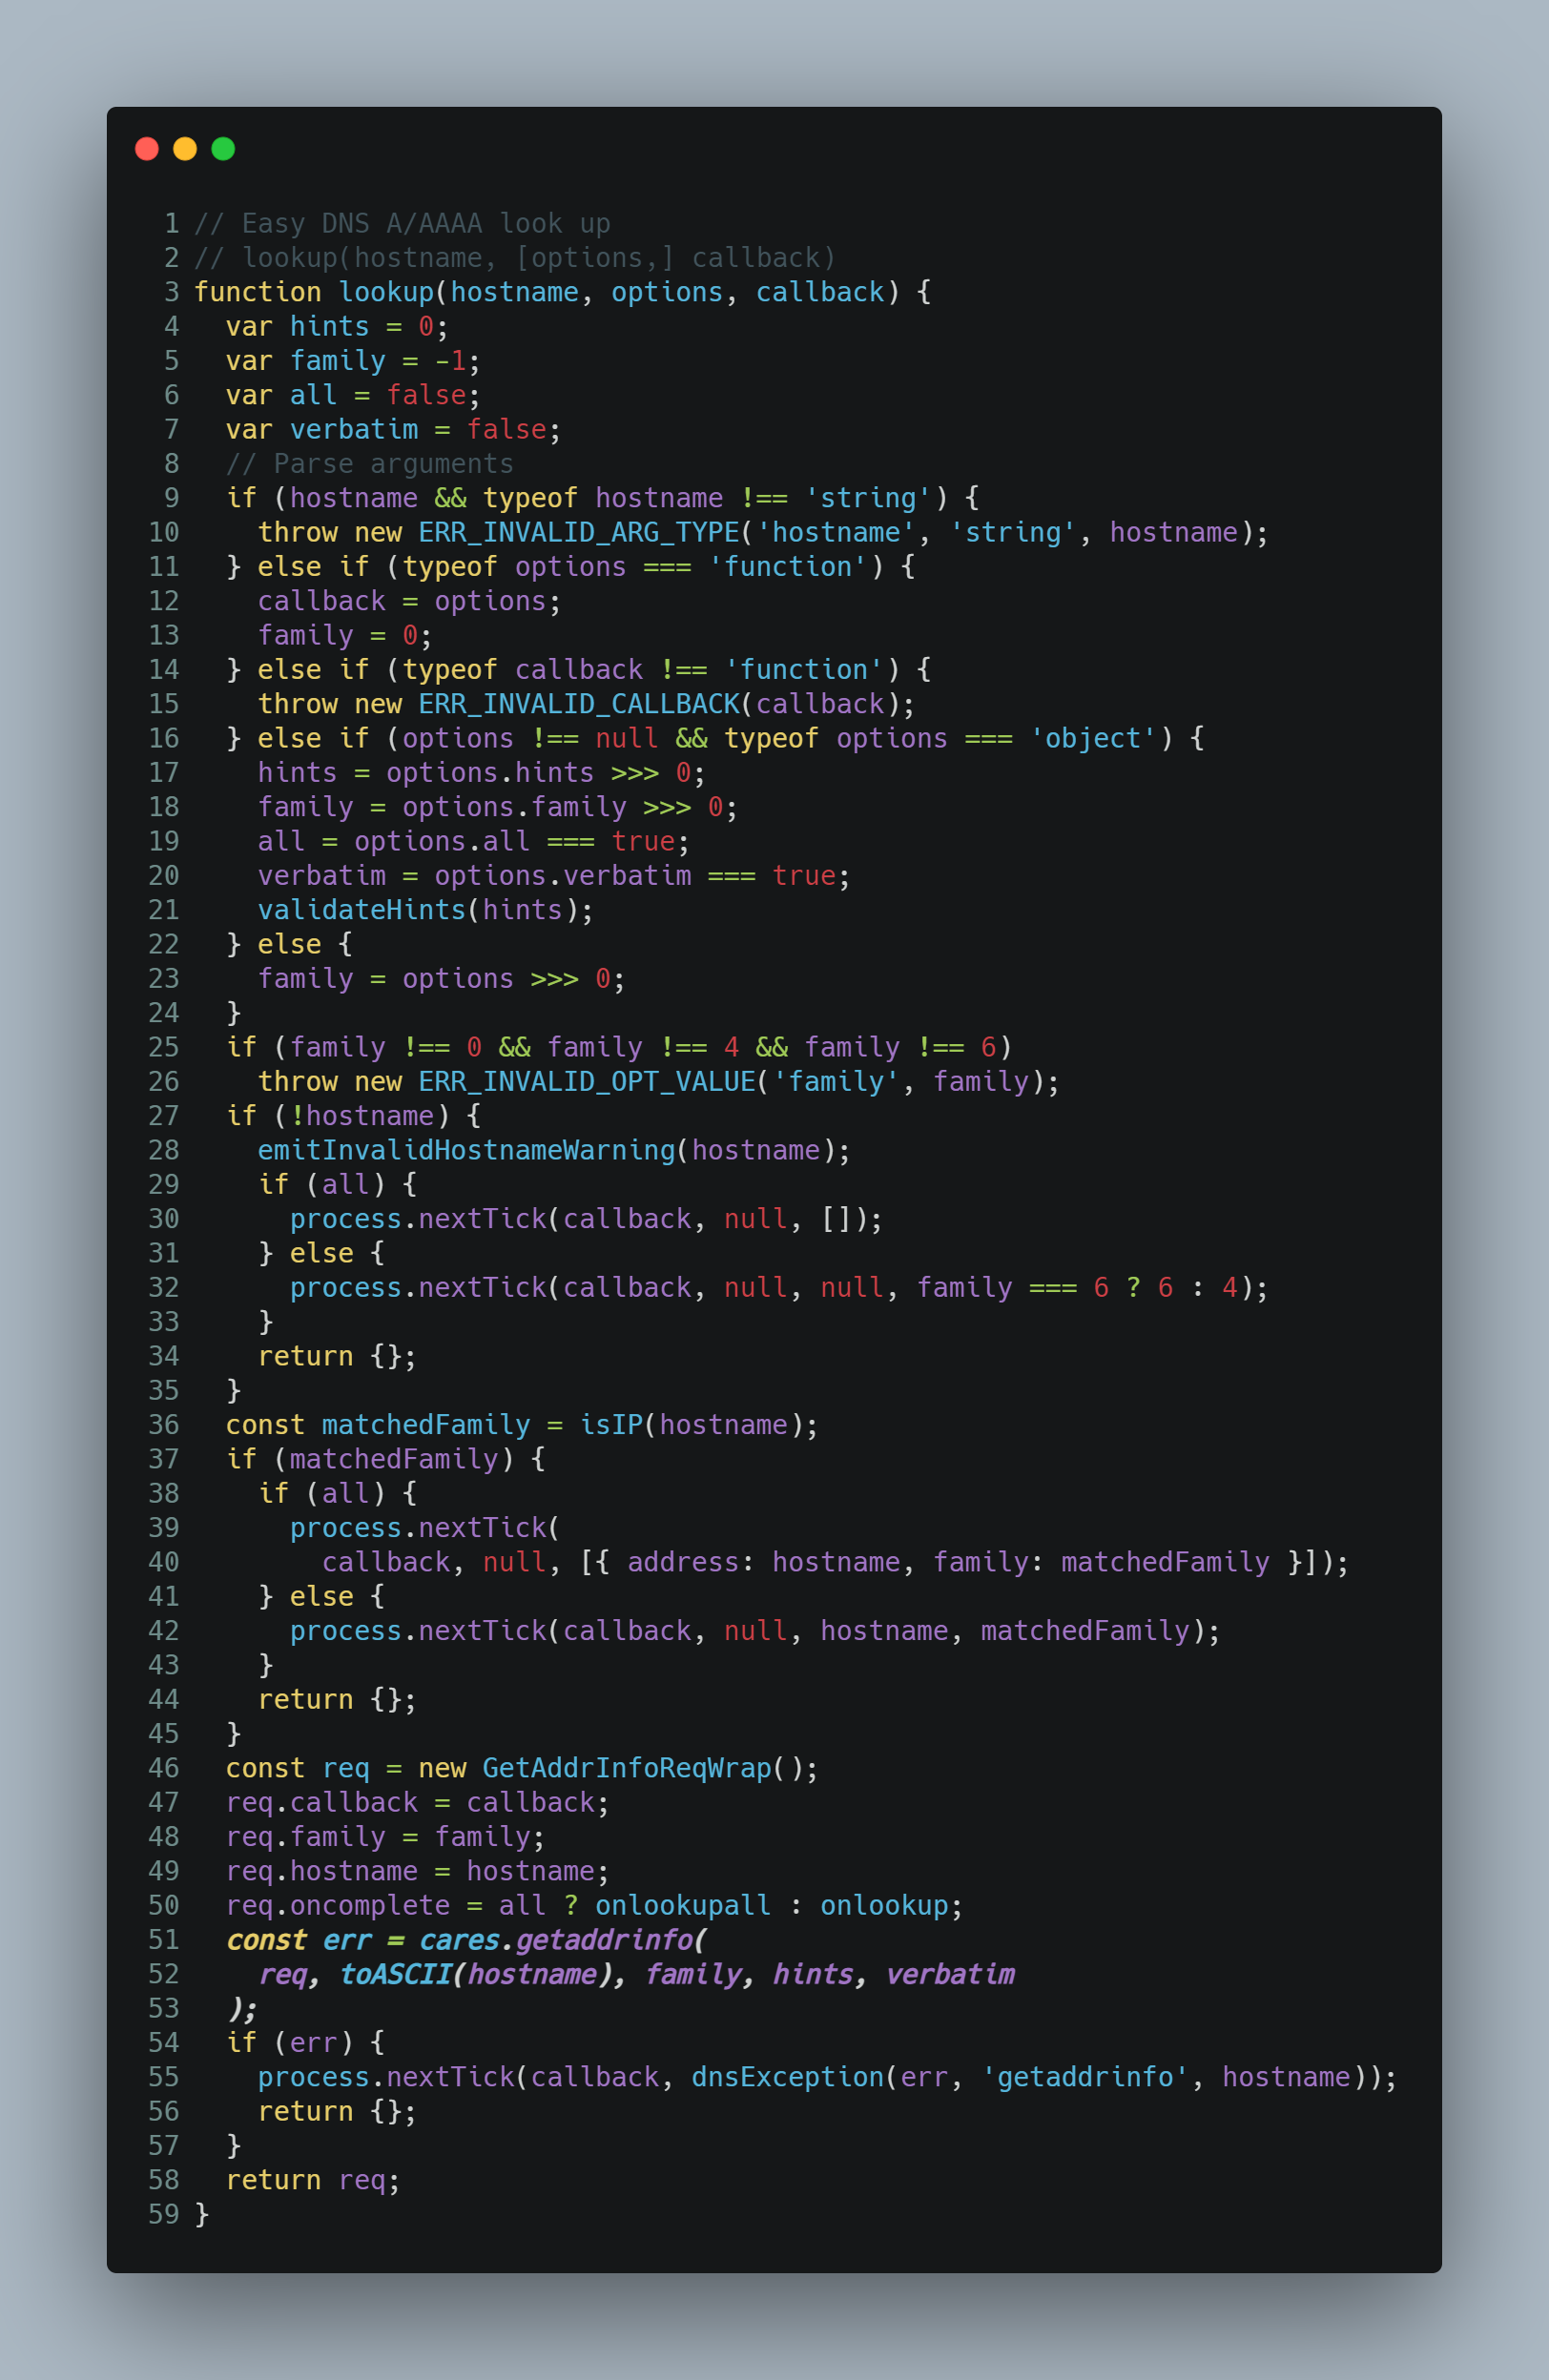 1 // Easy DNS A/AAAA look up
2 // lookup(hostname, [options,] callback)
3 function lookup(hostname, options, callback) {
4   var hints = 0;
5   var family = -1;
6   var all = false;
7   var verbatim = false;
8   // Parse arguments
9   if (hostname && typeof hostname !== 'string') {
10     throw new ERR_INVALID_ARG_TYPE('hostname', 'string', hostname);
11   } else if (typeof options === 'function') {
12     callback = options;
13     family = 0;
14   } else if (typeof callback !== 'function') {
15     throw new ERR_INVALID_CALLBACK(callback);
16   } else if (options !== null && typeof options === 'object') {
17     hints = options.hints >>> 0;
18     family = options.family >>> 0;
19     all = options.all === true;
20     verbatim = options.verbatim === true;
21     validateHints(hints);
22   } else {
23     family = options >>> 0;
24   }
25   if (family !== 0 && family !== 4 && family !== 6)
26     throw new ERR_INVALID_OPT_VALUE('family', family);
27   if (!hostname) {
28     emitInvalidHostnameWarning(hostname);
29     if (all) {
30       process.nextTick(callback, null, []);
31     } else {
32       process.nextTick(callback, null, null, family === 6 ? 6 : 4);
33     }
34     return {};
35   }
36   const matchedFamily = isIP(hostname);
37   if (matchedFamily) {
38     if (all) {
39       process.nextTick(
40         callback, null, [{ address: hostname, family: matchedFamily }]);
41     } else {
42       process.nextTick(callback, null, hostname, matchedFamily);
43     }
44     return {};
45   }
46   const req = new GetAddrInfoReqWrap();
47   req.callback = callback;
48   req.family = family;
49   req.hostname = hostname;
50   req.oncomplete = all ? onlookupall : onlookup;
51   const err = cares.getaddrinfo(
52     req, toASCII(hostname), family, hints, verbatim
53   );
54   if (err) {
55     process.nextTick(callback, dnsException(err, 'getaddrinfo', hostname));
56     return {};
57   }
58   return req;
59 }